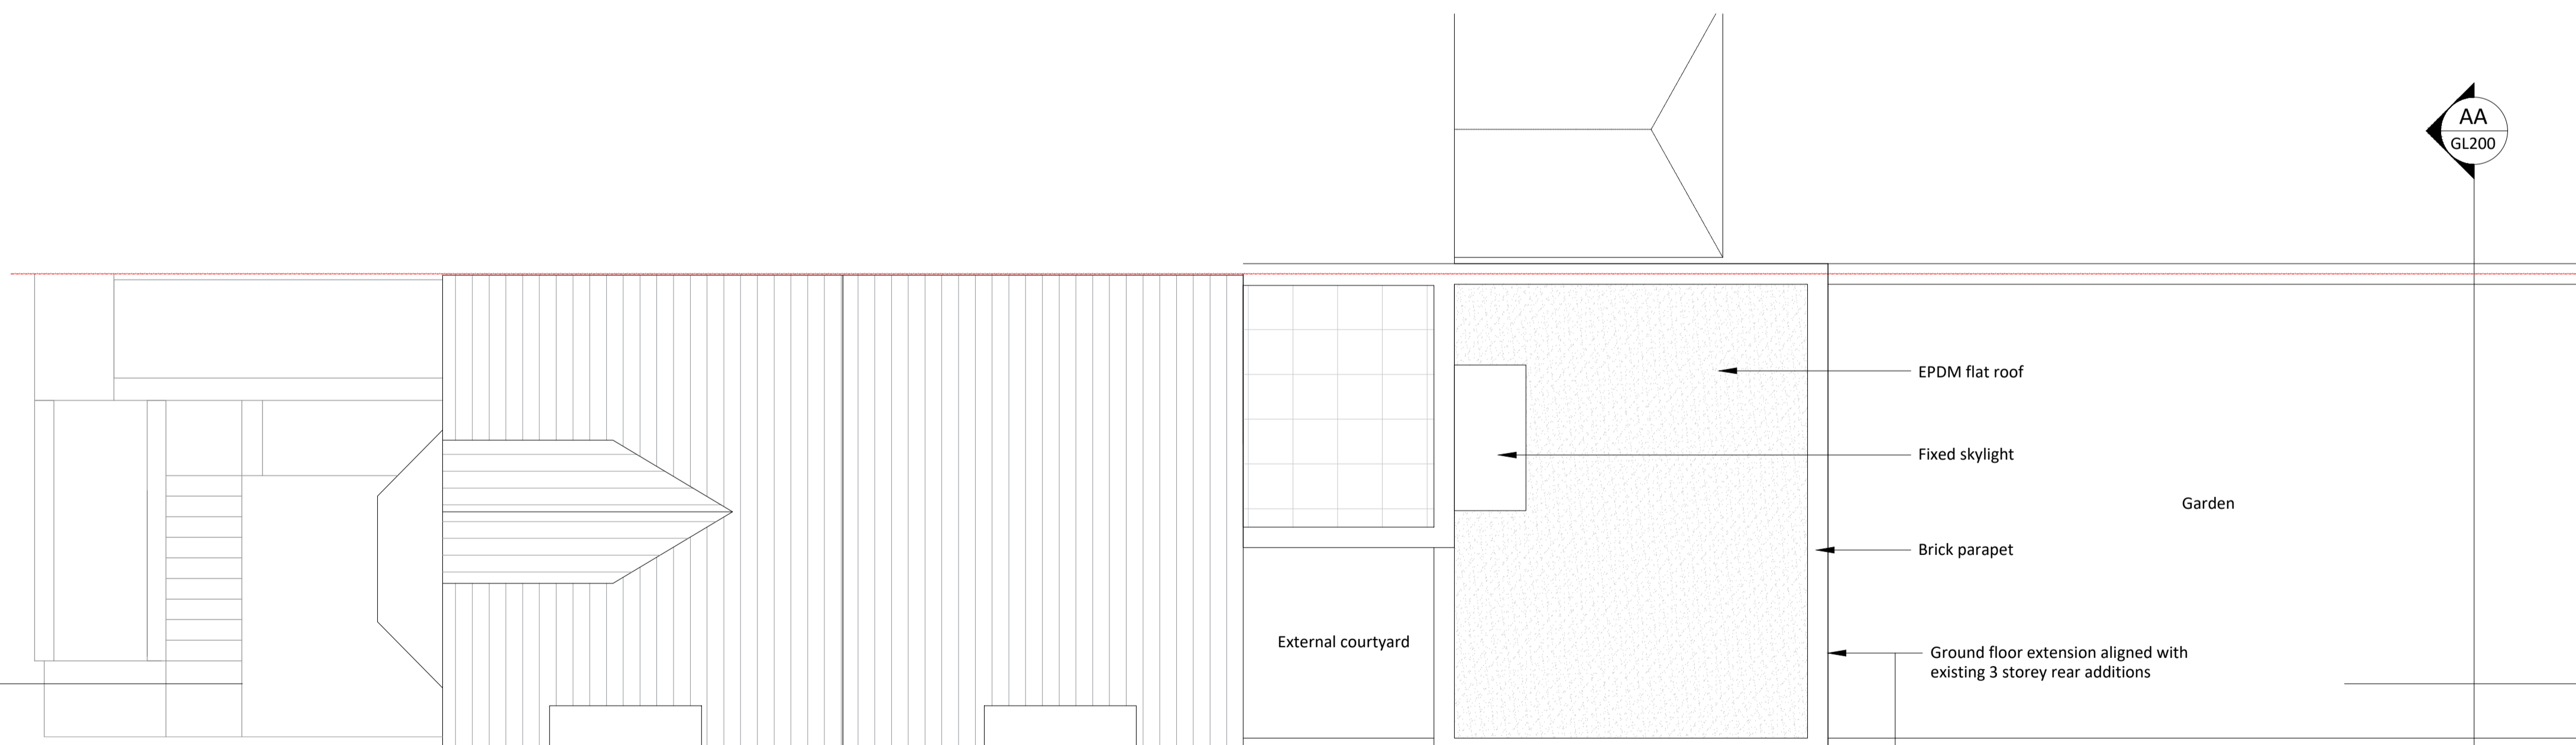 AA
GL200
EPDM flat roof
Fixed skylight
Garden
Brick parapet
External courtyard
Ground floor extension aligned with
existing 3 storey rear additions